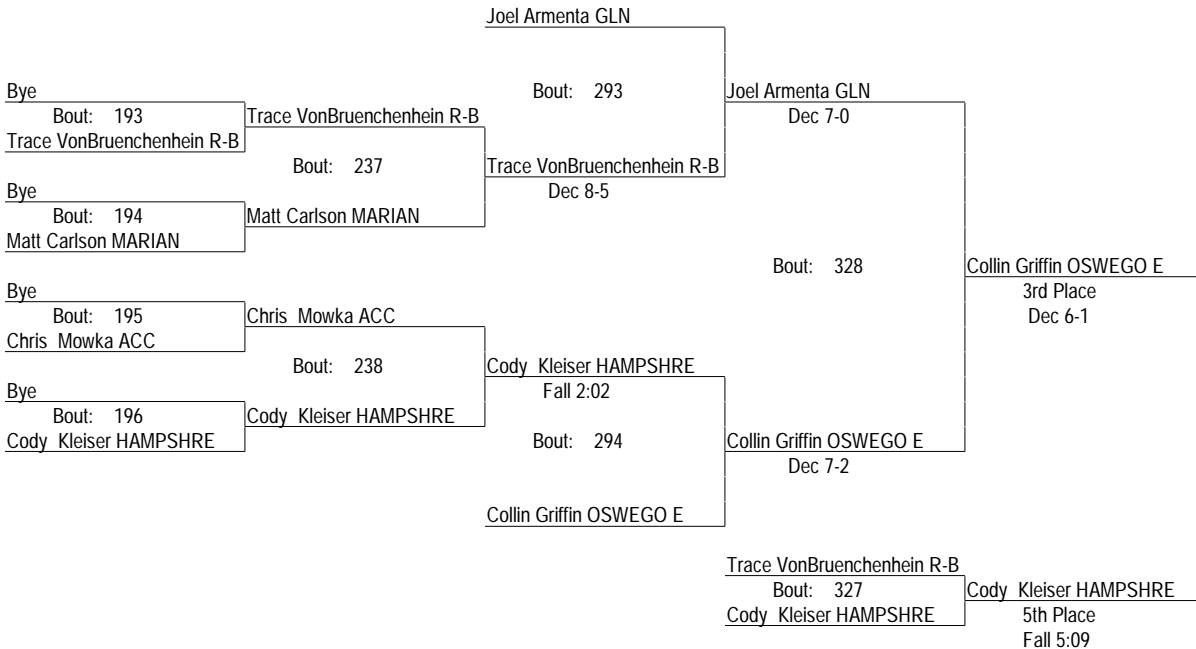 Joel Armenta GLN
Bye
Bout: 293
Joel Armenta GLN
Bout: 193
Trace VonBruenchenhein R-B
Dec 7-0
Trace VonBruenchenhein R-B
Bout: 237
Trace VonBruenchenhein R-B
Bye
Dec 8-5
Bout: 194
Matt Carlson MARIAN
Matt Carlson MARIAN
Bout: 328
Collin Griffin OSWEGO E
Bye
3rd Place
Bout: 195
Chris Mowka ACC
Dec 6-1
Chris Mowka ACC
Bout: 238
Cody Kleiser HAMPSHRE
Bye
Fall 2:02
Bout: 196
Cody Kleiser HAMPSHRE
Cody Kleiser HAMPSHRE
Bout: 294
Collin Griffin OSWEGO E
Dec 7-2
Collin Griffin OSWEGO E
Trace VonBruenchenhein R-B
Bout: 327
Cody Kleiser HAMPSHRE
Cody Kleiser HAMPSHRE
5th Place
Fall 5:09